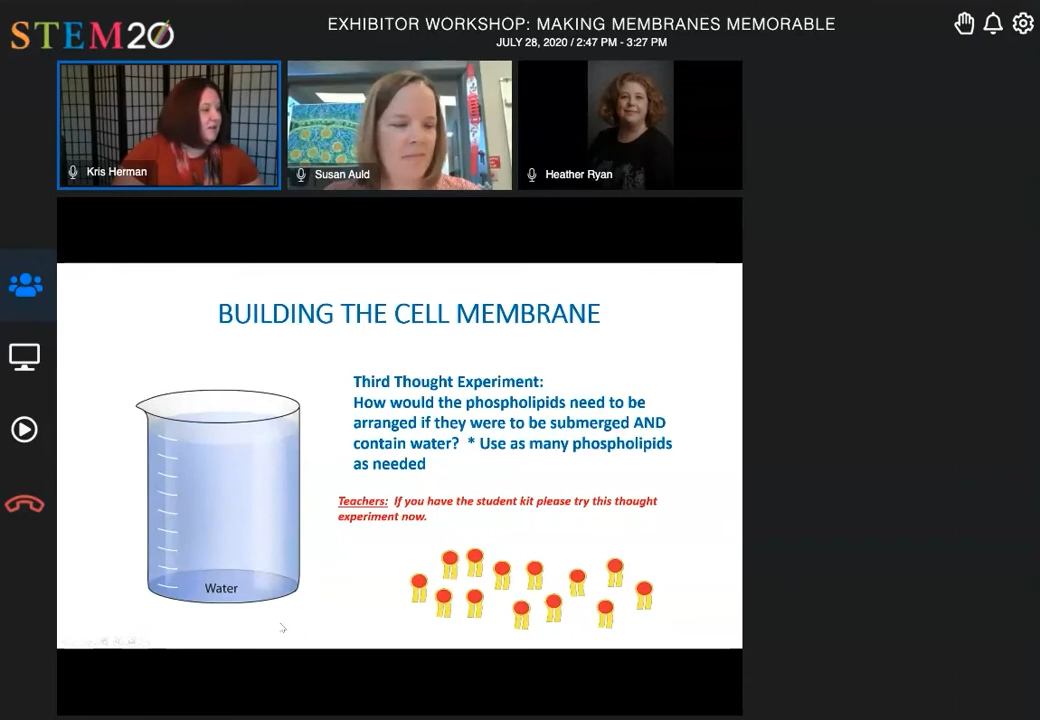 STEM20
EXHIBITOR WORKSHOP: MAKING MEMBRANES MEMORABLE
JULY 28, 2020 / 2:47 PM - 3:27 PM
Kris Herman
Susan Auld
Heather Ryan
BUILDING THE CELL MEMBRANE
Third Thought Experiment:
How would the phospholipids need to be
arranged if they were to be submerged AND
contain water? * Use as many phospholipids
as needed
Teachers: If you have the student kit please try this thought
experiment now.
Water